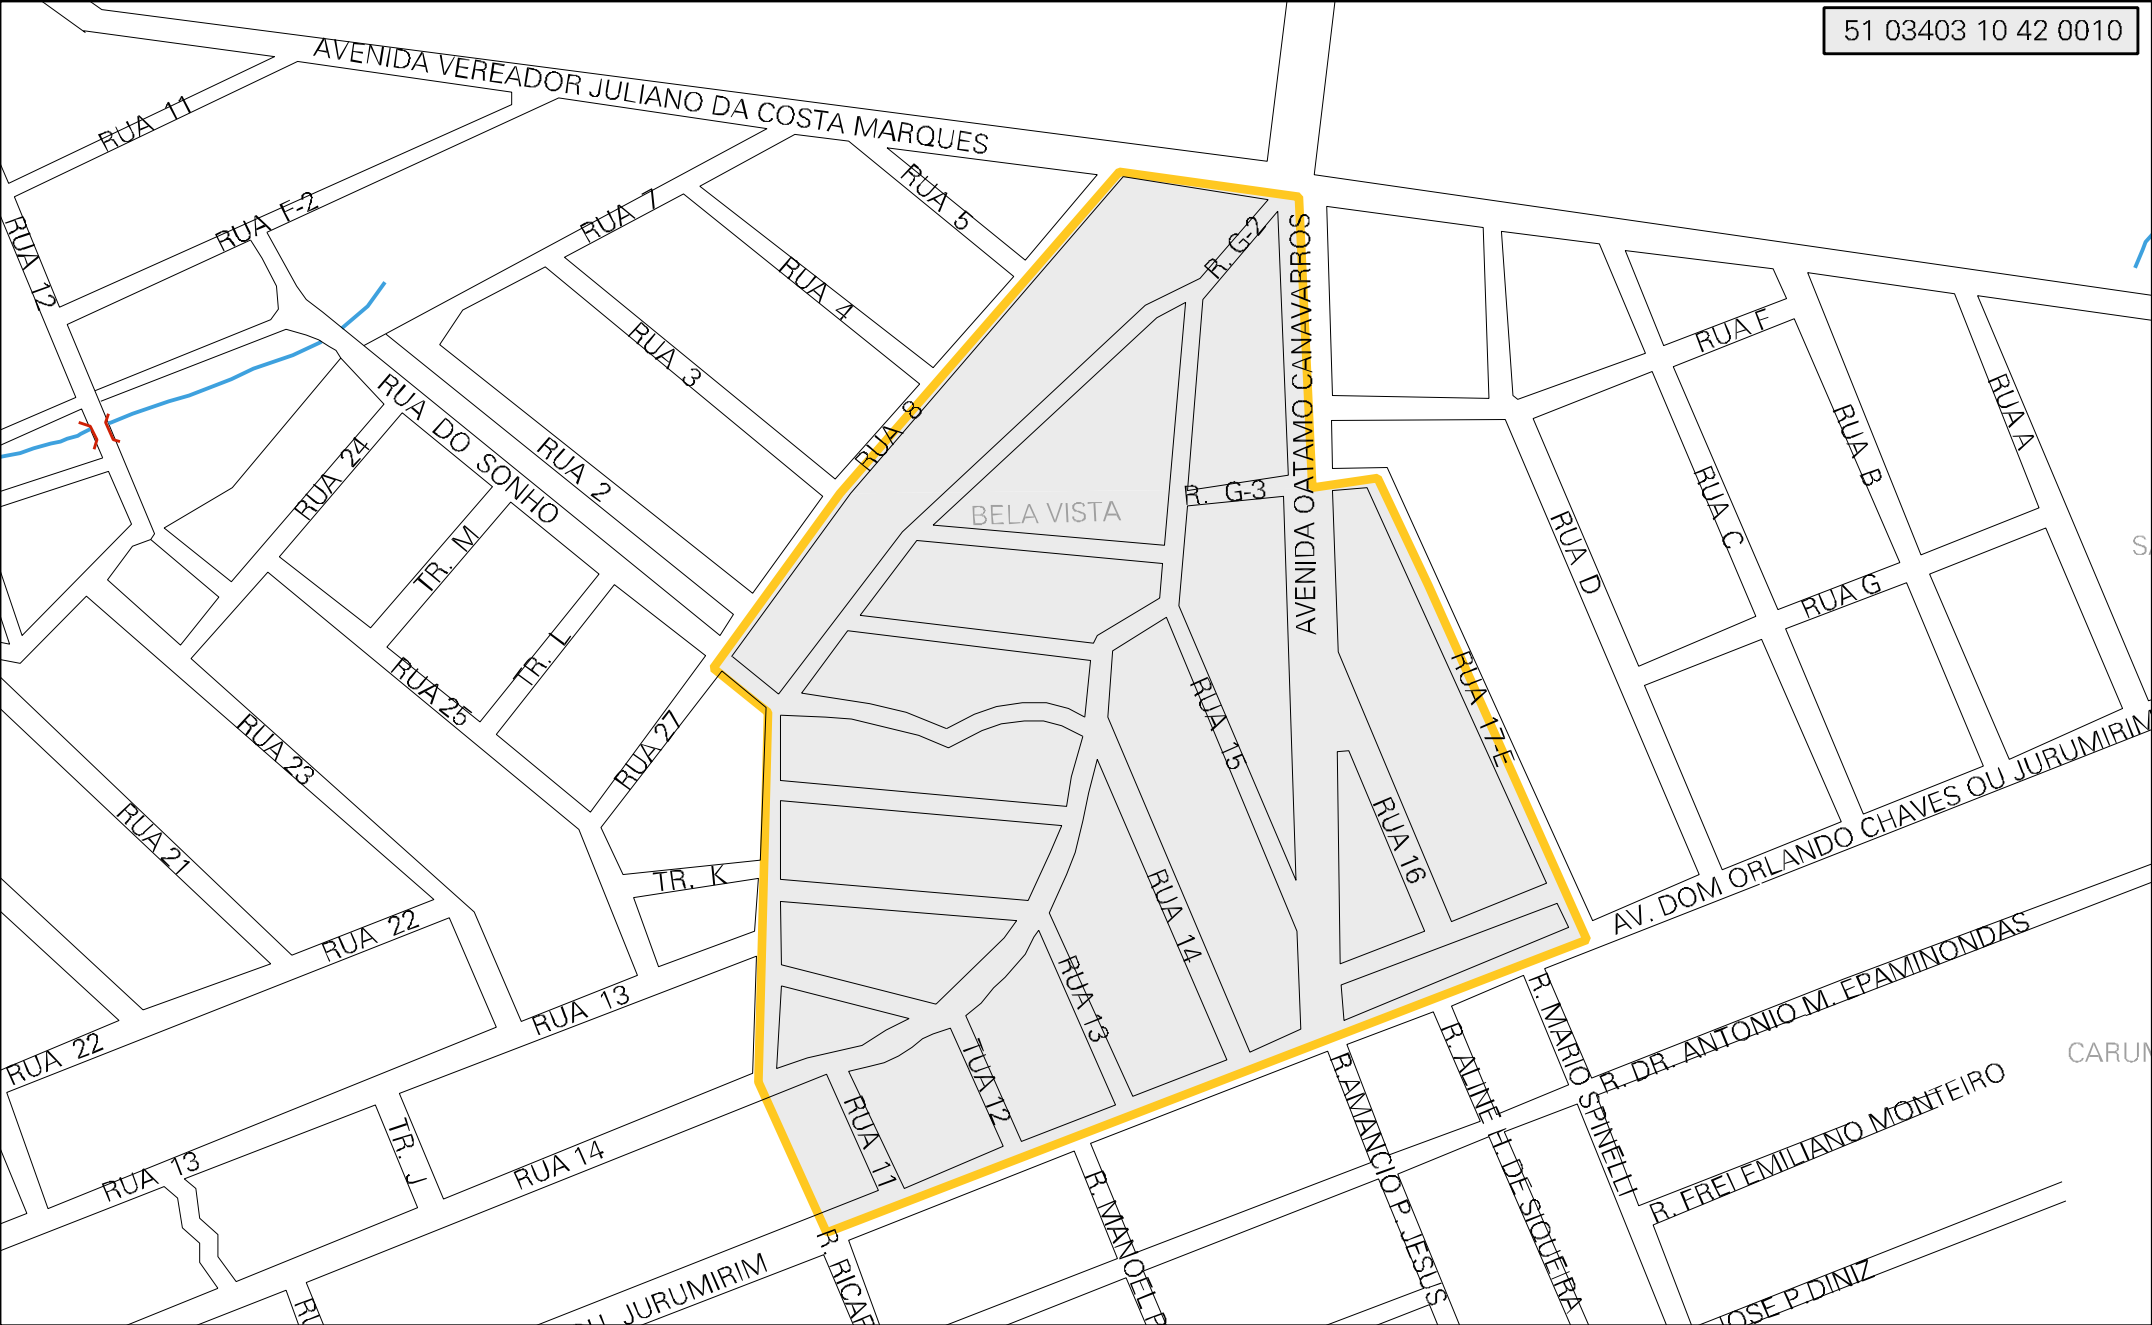 51 03403 10 42 0010
AVENIDA VEREADOR JULIANO DA COSTA MARQUES
RUA 11
RUA F-2
RUA 12
RUA 7
RUA 5
RUA 4
RUA 3
RUA 8
R. G-2
AVENIDA OATAMO CANAVARROS
RUA F
RUA A
RUA B
RUA C
RUA D
RUA G
RUA DO SONHO
RUA 2
RUA 24
TR. M
TR. L
RUA 25
RUA 27
RUA 23
RUA 21
R. G-3
BELA VISTA
RUA 15
RUA 17-E
RUA 16
RUA 14
RUA 13
TUA 12
RUA 11
TR. K
RUA 22
RUA 13
RUA 22
RUA 13
TR. J
RUA 14
AV. DOM ORLANDO CHAVES OU JURUMIRIM
R. DR. ANTONIO M. EPAMINONDAS
R. MARIO SPINELLI
R. ALINE H. DE SIQUEIRA
R. AMANCIO P. JESUS
R. FREI EMILIANO MONTEIRO
R. MANOEL P
R. RICAR
JURUMIRIM
OSE P.DINIZ
CARUM
SA